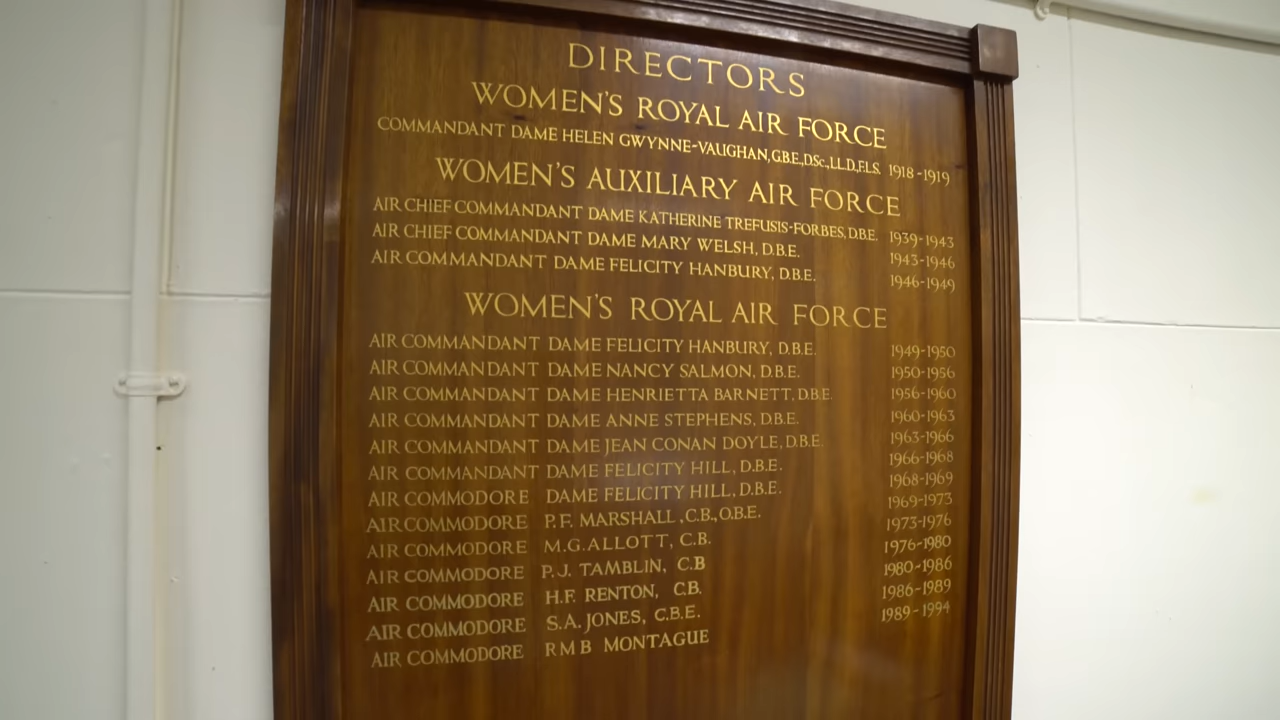 DIRECTORS
WOMEN'S ROYAL AIR FORCE
COMMANDANT DAME HELEN GWYNNE-VAUGHAN, G.B.E., D.Sc., LL.D., F.L.S. 1918-1919
WOMEN'S AUXILIARY AIR FORCE
AIR CHIEF COMMANDANT DAME KATHERINE TREFUSIS-FORBES, D.B.E. 1939-1943
AIR CHIEF COMMANDANT DAME MARY WELSH, D.B.E. 1943-1946
AIR COMMANDANT DAME FELICITY HANBURY, D.B.E. 1946-1949
WOMEN'S ROYAL AIR FORCE
AIR COMMANDANT DAME FELICITY HANBURY, D.B.E. 1949-1950
AIR COMMANDANT DAME NANCY SALMON, D.B.E. 1950-1956
AIR COMMANDANT DAME HENRIETTA BARNETT, D.B.E. 1956-1960
AIR COMMANDANT DAME ANNE STEPHENS, D.B.E. 1960-1963
AIR COMMANDANT DAME JEAN CONAN DOYLE, D.B.E. 1963-1966
AIR COMMANDANT DAME FELICITY HILL, D.B.E. 1966-1968
AIR COMMODORE DAME FELICITY HILL, D.B.E. 1968-1969
AIR COMMODORE P.F. MARSHALL, C.B., O.B.E. 1969-1973
AIR COMMODORE M.G. ALLOTT, C.B. 1973-1976
AIR COMMODORE P.J. TAMBLIN, C.B 1976-1980
AIR COMMODORE H.F. RENTON, C.B. 1980-1986
AIR COMMODORE S.A. JONES, C.B.E. 1986-1989
AIR COMMODORE R M B MONTAGUE 1989-1994